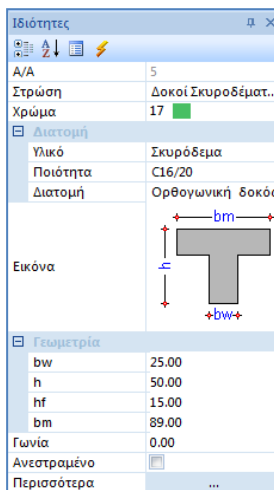 Ιδιότητες
Α/Α 5
Στρώση Δοκοί Σκυροδέματ..
Χρώμα 17
Διατομή
Υλικό Σκυρόδεμα
Ποιότητα C16/20
Διατομή Ορθογωνική δοκός
Εικόνα
bm
h
bw
Γεωμετρία
bw 25.00
h 50.00
hf 15.00
bm 89.00
Γωνία 0.00
Ανεστραμένο
Περισσότερα ...